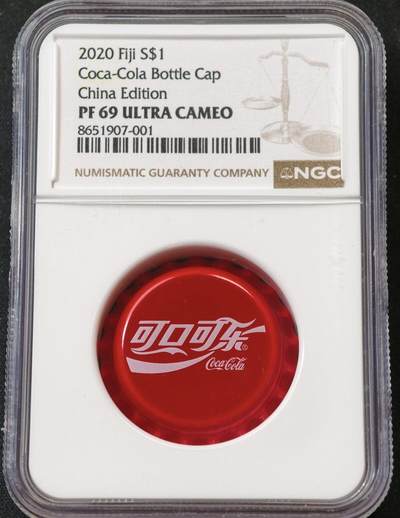 2020 Fiji S$1
Coca-Cola Bottle Cap
China Edition
PF 69 ULTRA CAMEO
8651907-001
NUMISMATIC GUARANTY COMPANY
NGC
可口可乐®
Coca-Cola